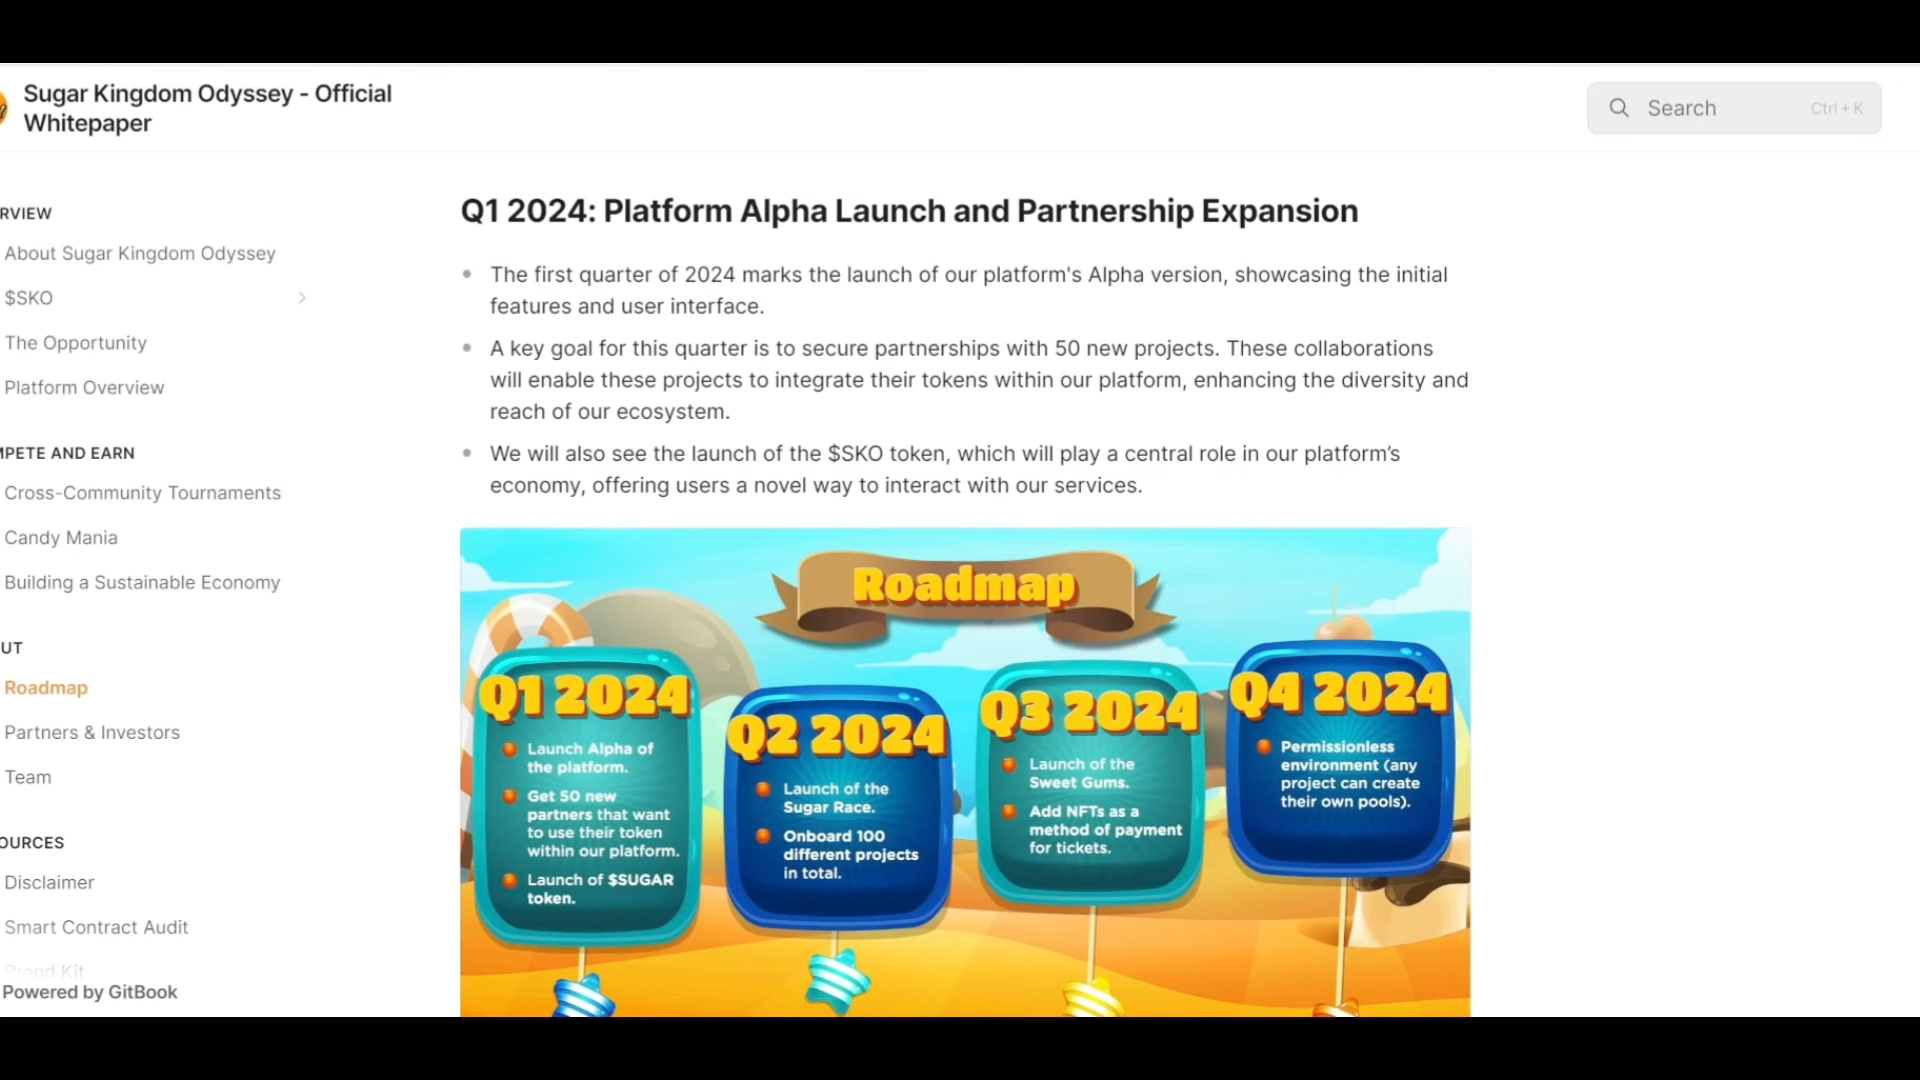 Sugar Kingdom Odyssey - Official
Whitepaper
Search
Ctrl + K
RVIEW
About Sugar Kingdom Odyssey
$SKO
The Opportunity
Platform Overview
MPETE AND EARN
Cross-Community Tournaments
Candy Mania
Building a Sustainable Economy
UT
Roadmap
Partners & Investors
Team
OURCES
Disclaimer
Smart Contract Audit
Brand Kit
Powered by GitBook
Q1 2024: Platform Alpha Launch and Partnership Expansion
The first quarter of 2024 marks the launch of our platform's Alpha version, showcasing the initial
features and user interface.
A key goal for this quarter is to secure partnerships with 50 new projects. These collaborations
will enable these projects to integrate their tokens within our platform, enhancing the diversity and
reach of our ecosystem.
We will also see the launch of the $SKO token, which will play a central role in our platform’s
economy, offering users a novel way to interact with our services.
Roadmap
Q1 2024
Launch Alpha of
the platform.
Get 50 new
partners that want
to use their token
within our platform.
Launch of $SUGAR
token.
Q2 2024
Launch of the
Sugar Race.
Onboard 100
different projects
in total.
Q3 2024
Launch of the
Sweet Gums.
Add NFTs as a
method of payment
for tickets.
Q4 2024
Permissionless
environment (any
project can create
their own pools).